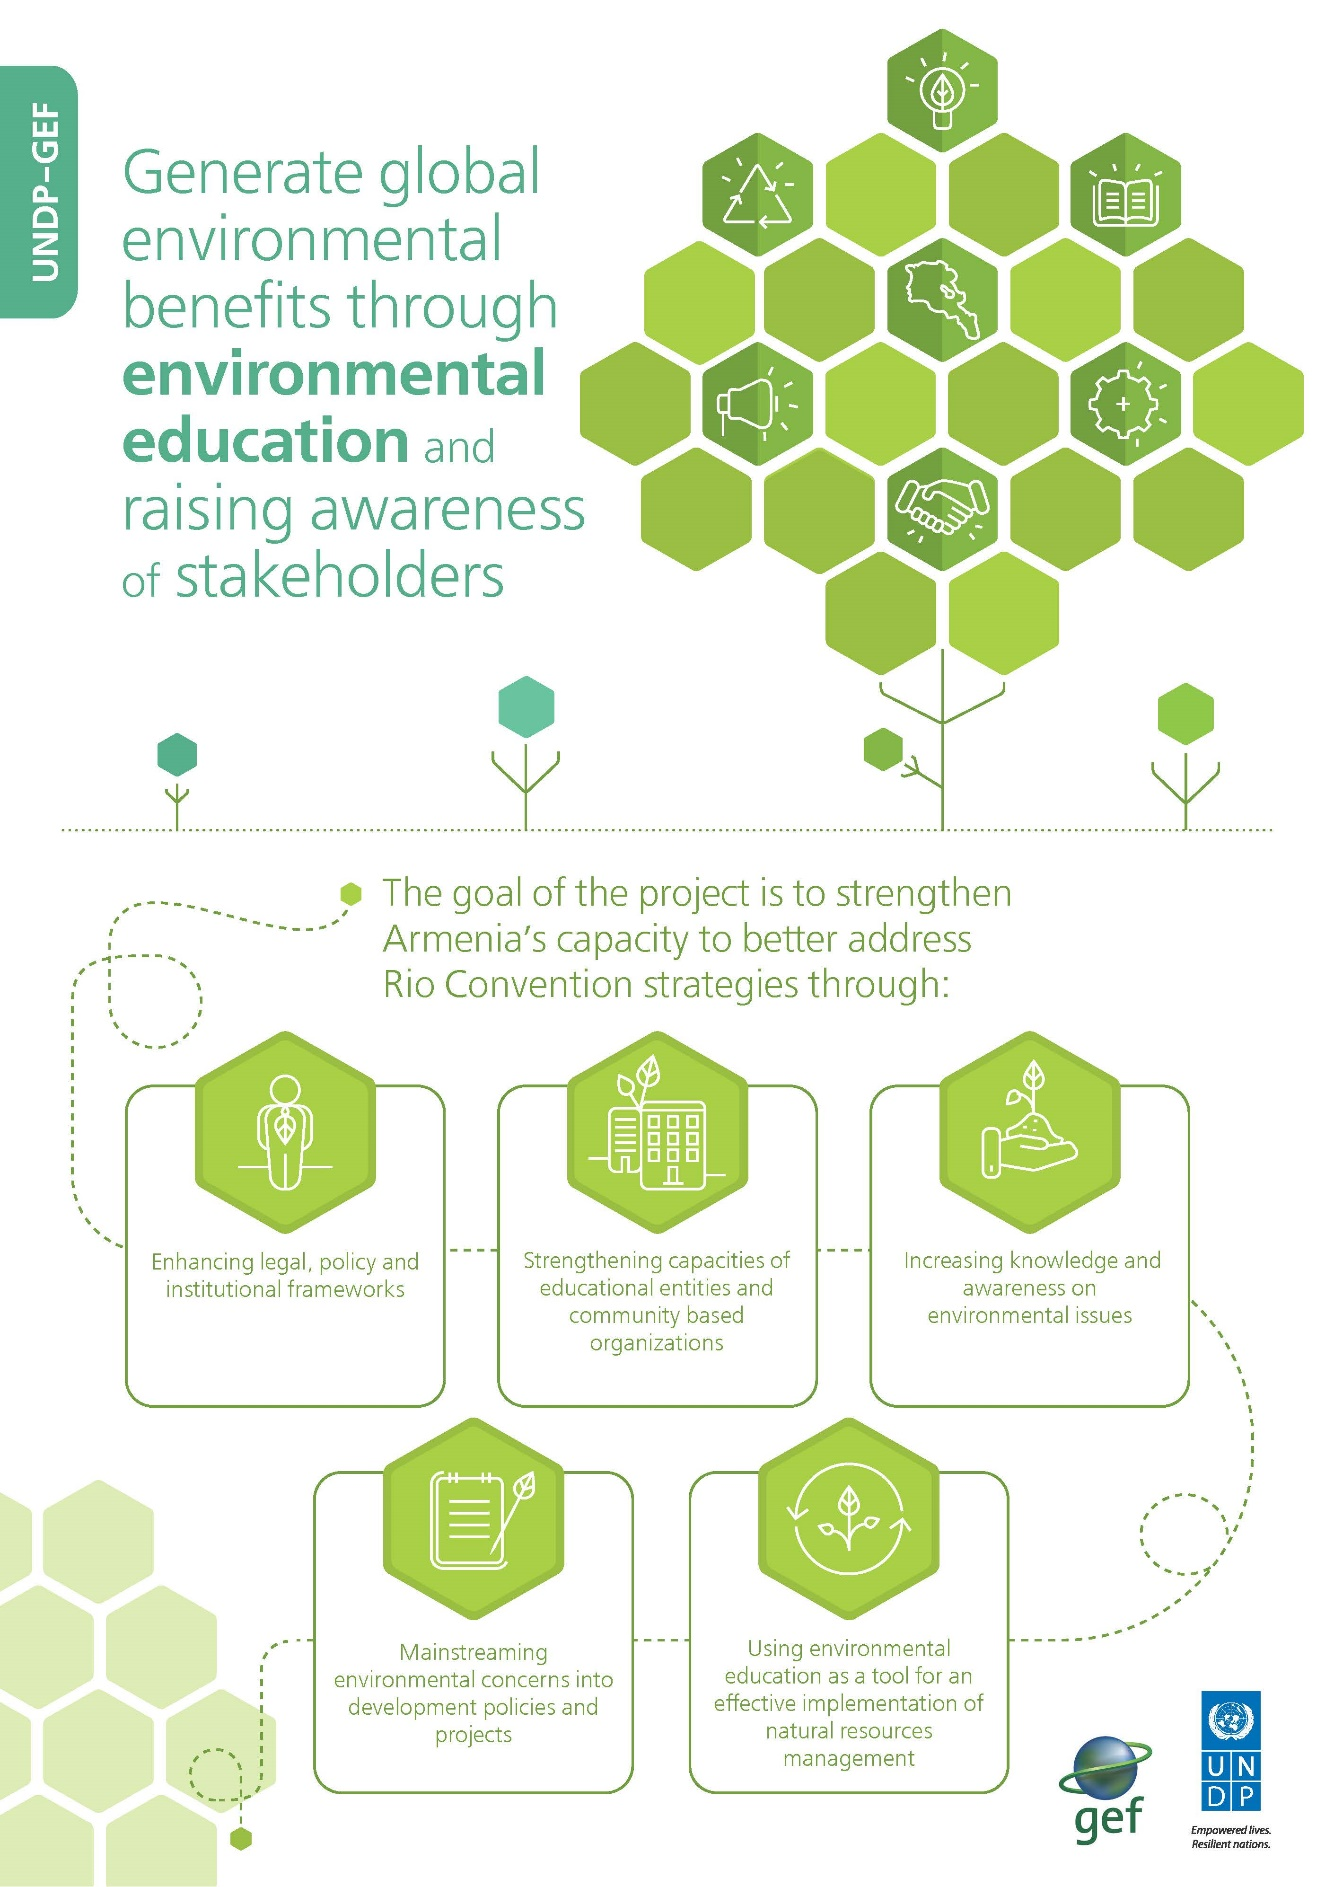 UNDP–GEF
Generate global
environmental
benefits through
environmental
education and
raising awareness
of stakeholders
The goal of the project is to strengthen
Armenia's capacity to better address
Rio Convention strategies through:
Enhancing legal, policy and
institutional frameworks
Strengthening capacities of
educational entities and
community based
organizations
Increasing knowledge and
awareness on
environmental issues
Mainstreaming
environmental concerns into
development policies and
projects
Using environmental
education as a tool for an
effective implementation of
natural resources
management
gef
U N
D P
Empowered lives.
Resilient nations.